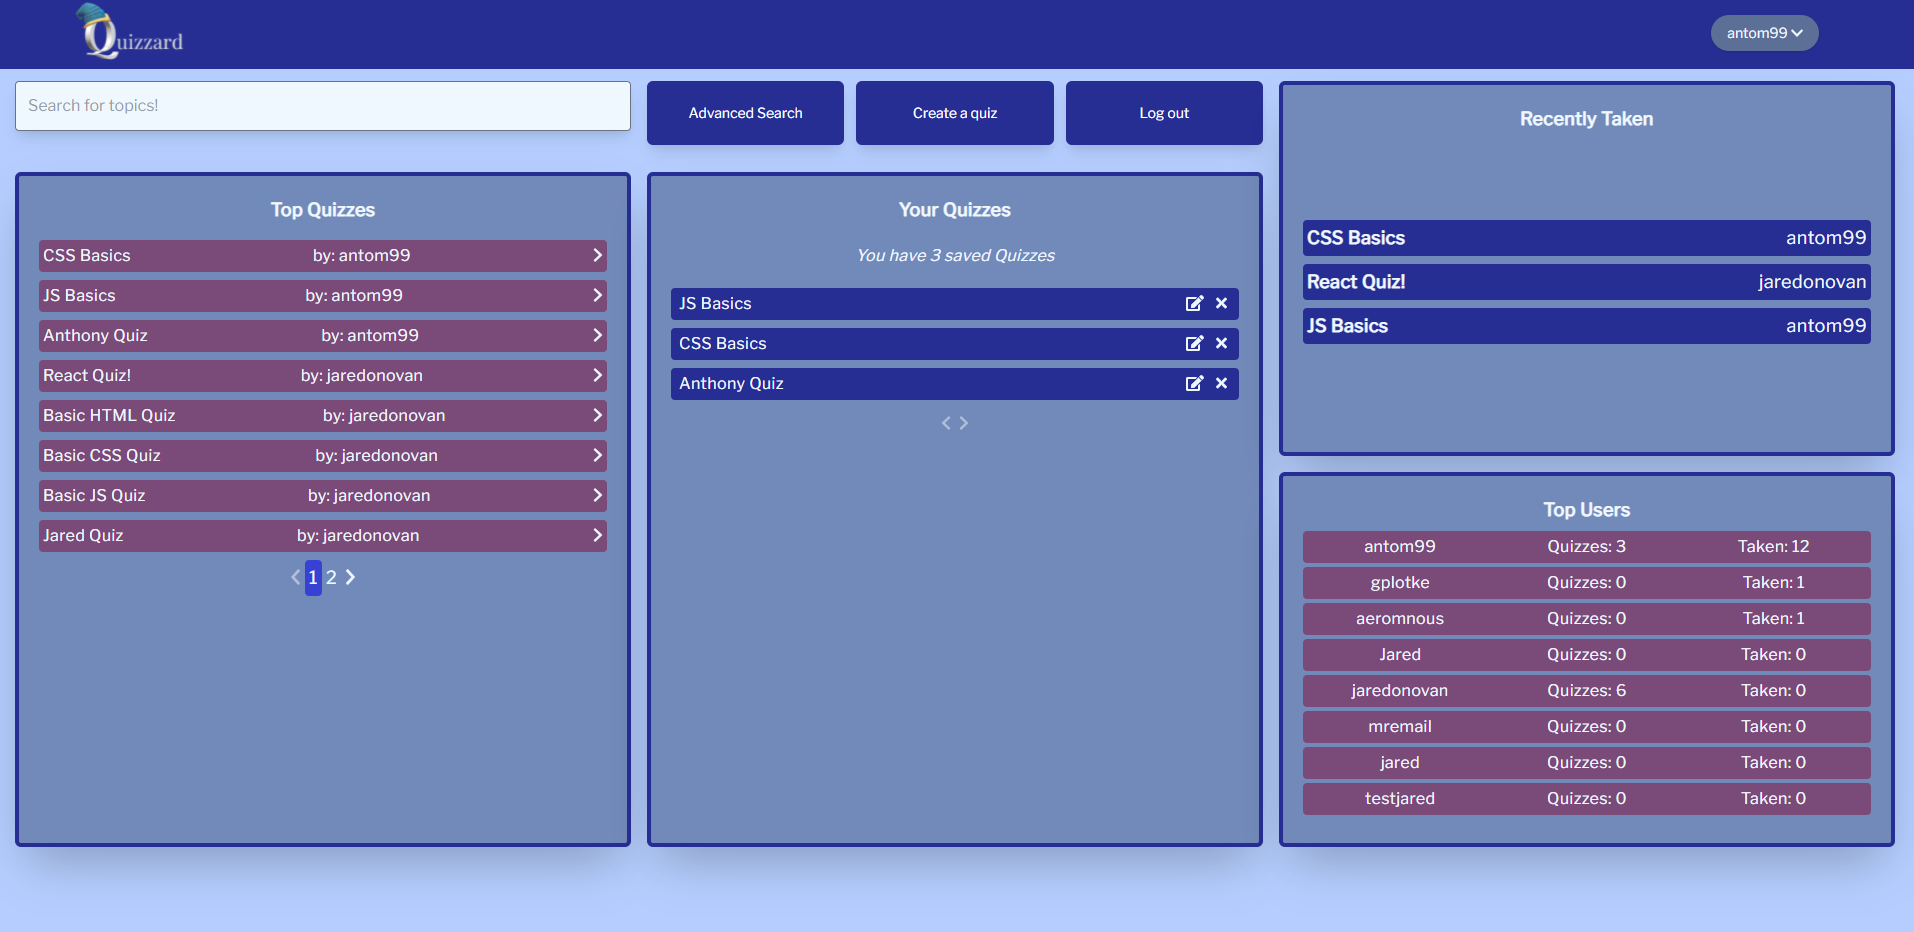 Quizzard
antom99
Search for topics!
Advanced Search
Create a quiz
Log out
Top Quizzes
CSS Basics by: antom99
JS Basics by: antom99
Anthony Quiz by: antom99
React Quiz! by: jaredonovan
Basic HTML Quiz by: jaredonovan
Basic CSS Quiz by: jaredonovan
Basic JS Quiz by: jaredonovan
Jared Quiz by: jaredonovan
1 2
Your Quizzes
You have 3 saved Quizzes
JS Basics
CSS Basics
Anthony Quiz
Recently Taken
CSS Basics antom99
React Quiz! jaredonovan
JS Basics antom99
Top Users
antom99 Quizzes: 3 Taken: 12
gplotke Quizzes: 0 Taken: 1
aeromnous Quizzes: 0 Taken: 1
Jared Quizzes: 0 Taken: 0
jaredonovan Quizzes: 6 Taken: 0
mremail Quizzes: 0 Taken: 0
jared Quizzes: 0 Taken: 0
testjared Quizzes: 0 Taken: 0